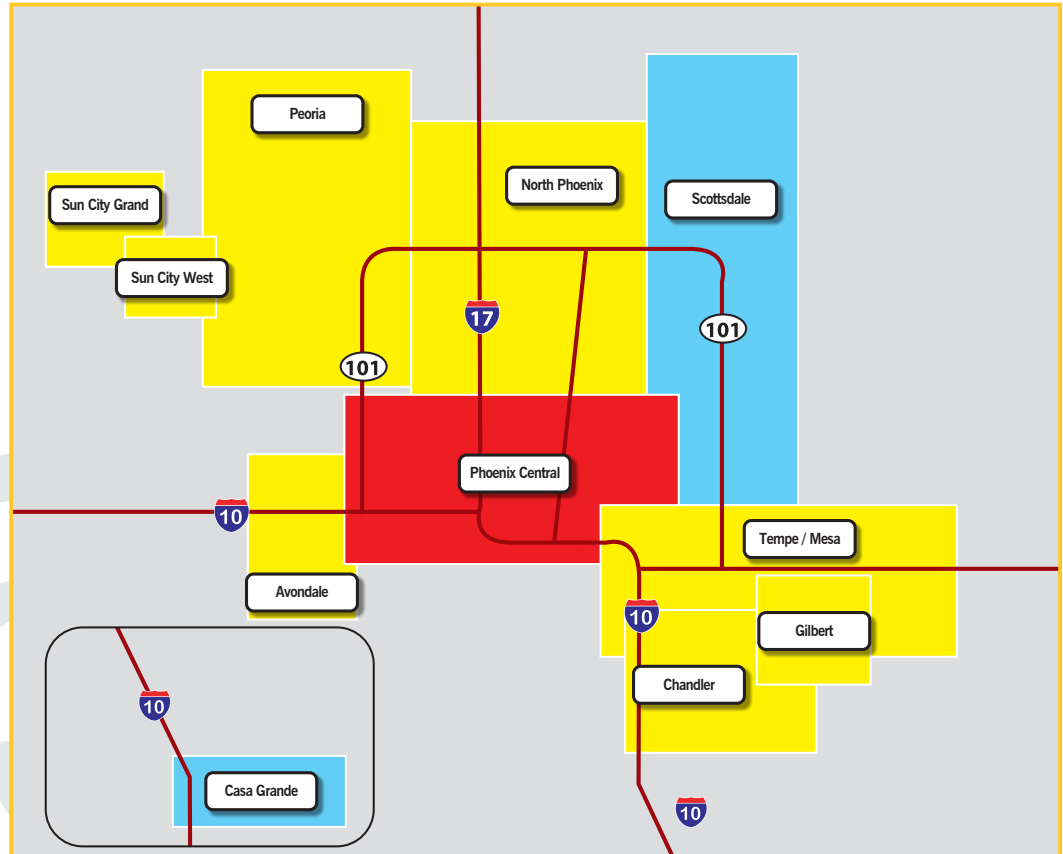 Peoria
North Phoenix
Scottsdale
Sun City Grand
Sun City West
17
101
101
Phoenix Central
10
Tempe / Mesa
Avondale
10
Gilbert
Chandler
10
Casa Grande
10